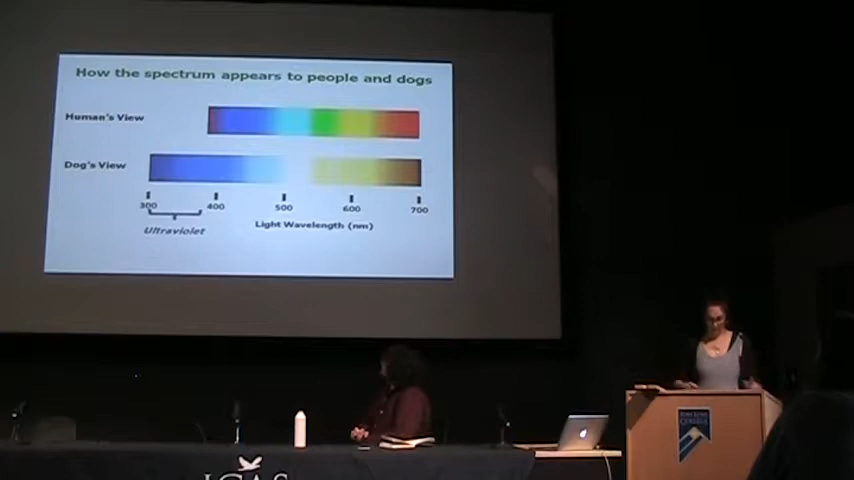 How the spectrum appears to people and dogs
Human's View
Dog's View
300 400 500 600 700
Ultraviolet
Light Wavelength (nm)
COLLEGE